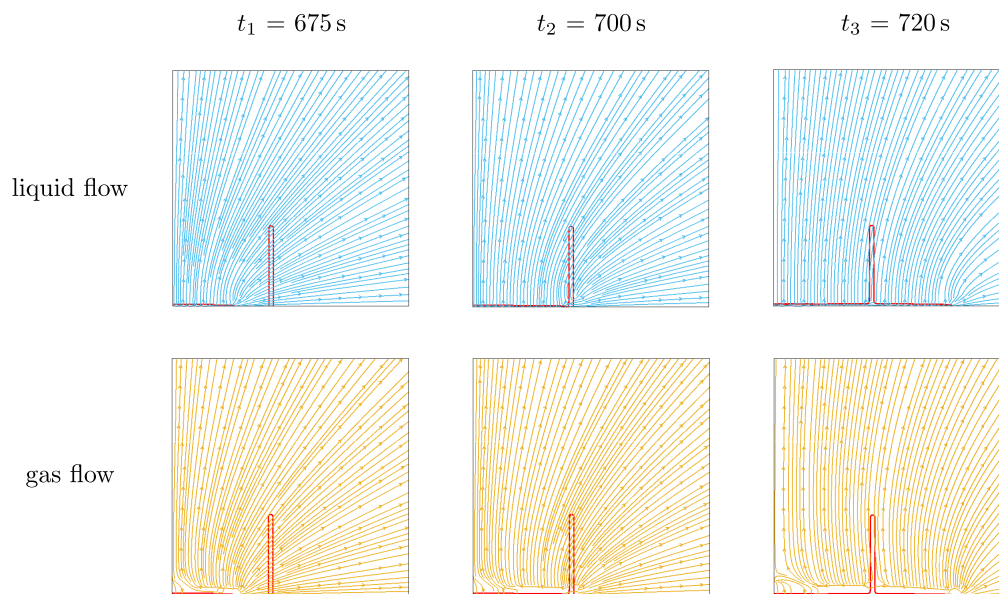 t₁ = 675 s
t₂ = 700 s
t₃ = 720 s
liquid flow
gas flow